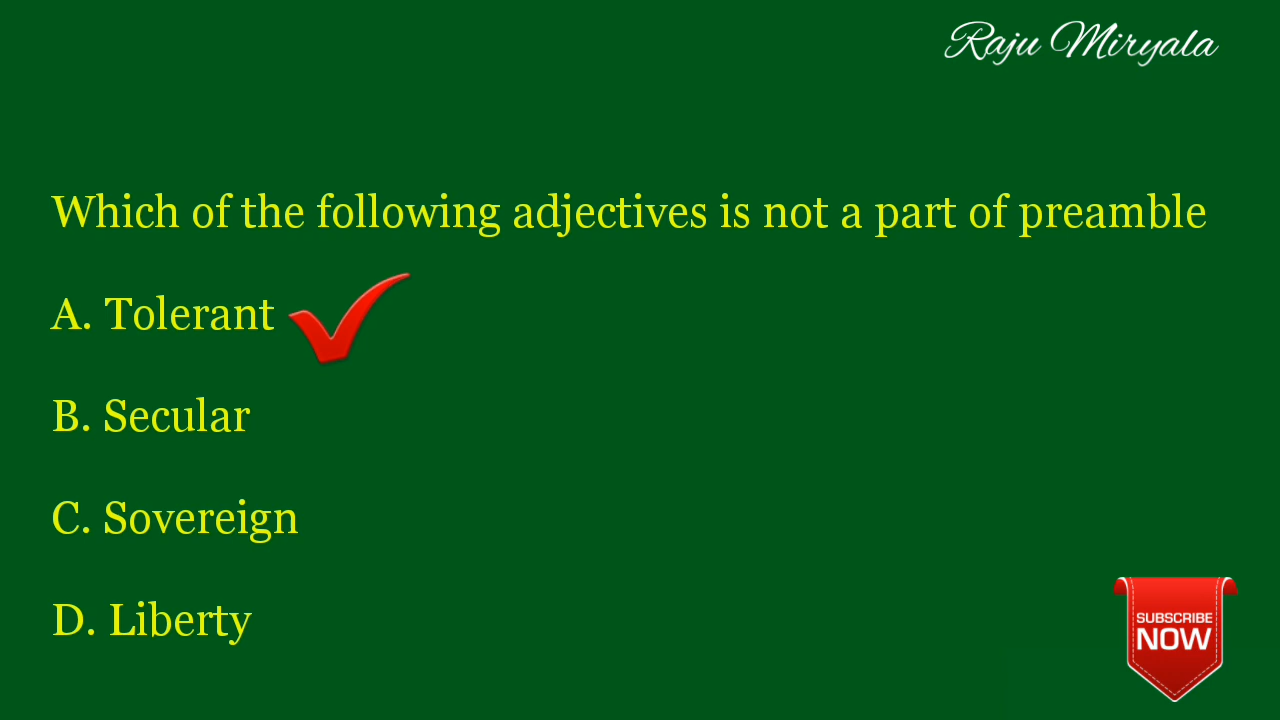 Raju Miryala
Which of the following adjectives is not a part of preamble
A. Tolerant
B. Secular
C. Sovereign
D. Liberty
SUBSCRIBE
NOW